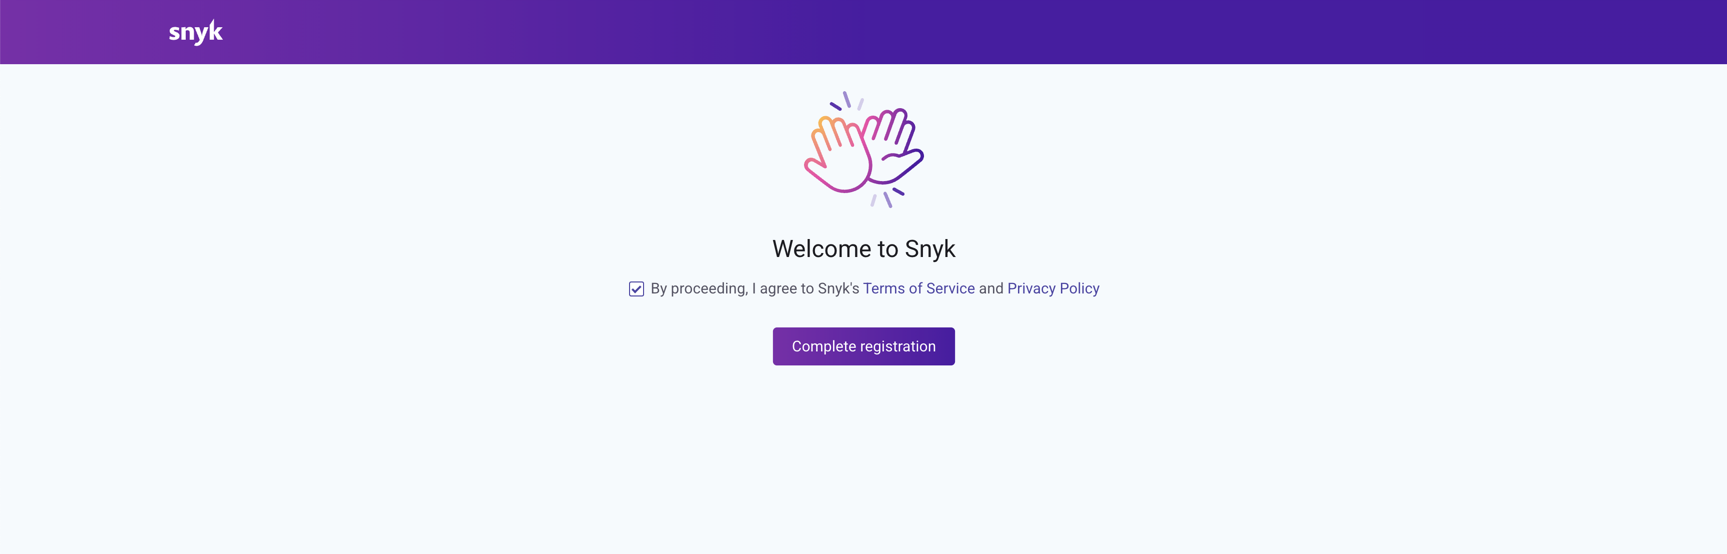 snyk
Welcome to Snyk
By proceeding, I agree to Snyk's Terms of Service and Privacy Policy
Complete registration